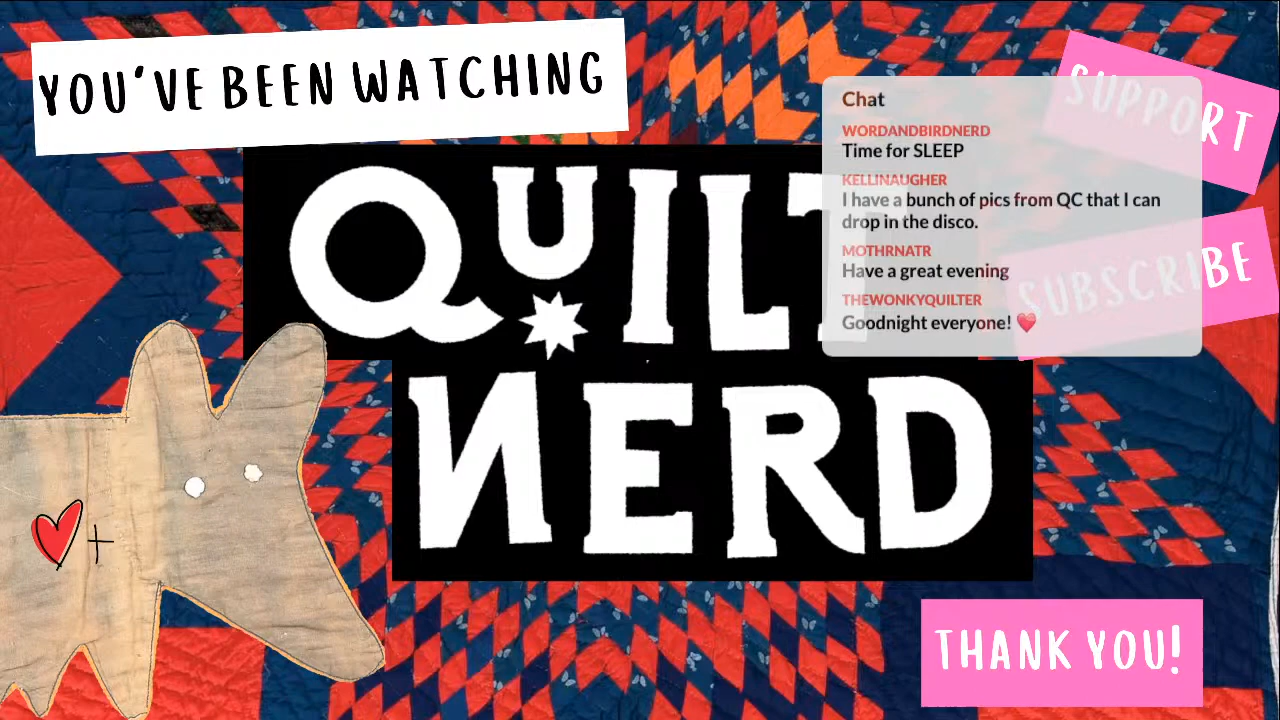 YOU'VE BEEN WATCHING
QUILT
NERD
SUPPORT
SUBSCRIBE
Chat
WORDANDBIRDNERD
Time for SLEEP
KELLINAUGHER
I have a bunch of pics from QC that I can
drop in the disco.
MOTHRNATR
Have a great evening
THEWONKYQUILTER
Goodnight everyone! ❤️
THANK YOU!